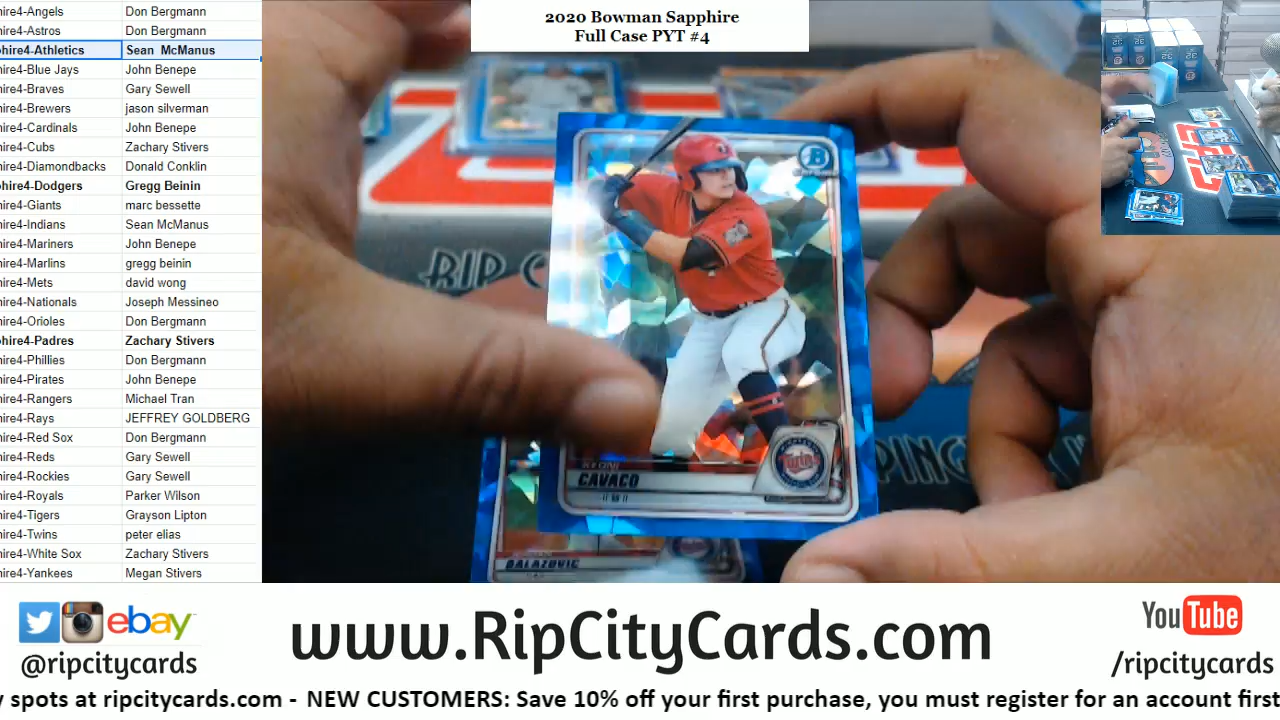 2020 Bowman Sapphire
Full Case PYT #4
hire4-Angels Don Bergmann
hire4-Astros Don Bergmann
hire4-Athletics Sean McManus
hire4-Blue Jays John Benepe
hire4-Braves Gary Sewell
hire4-Brewers jason silverman
hire4-Cardinals John Benepe
hire4-Cubs Zachary Stivers
hire4-Diamondbacks Donald Conklin
hire4-Dodgers Gregg Beinin
hire4-Giants marc bessette
hire4-Indians Sean McManus
hire4-Mariners John Benepe
hire4-Marlins gregg beinin
hire4-Mets david wong
hire4-Nationals Joseph Messineo
hire4-Orioles Don Bergmann
hire4-Padres Zachary Stivers
hire4-Phillies Don Bergmann
hire4-Pirates John Benepe
hire4-Rangers Michael Tran
hire4-Rays JEFFREY GOLDBERG
hire4-Red Sox Don Bergmann
hire4-Reds Gary Sewell
hire4-Rockies Gary Sewell
hire4-Royals Parker Wilson
hire4-Tigers Grayson Lipton
hire4-Twins peter elias
hire4-White Sox Zachary Stivers
hire4-Yankees Megan Stivers
RIP C
PING
B
CAVACO
Twins
BALAZOVIC
ebay
@ripcitycards
www.RipCityCards.com
YouTube
/ripcitycards
y spots at ripcitycards.com - NEW CUSTOMERS: Save 10% off your first purchase, you must register for an account first